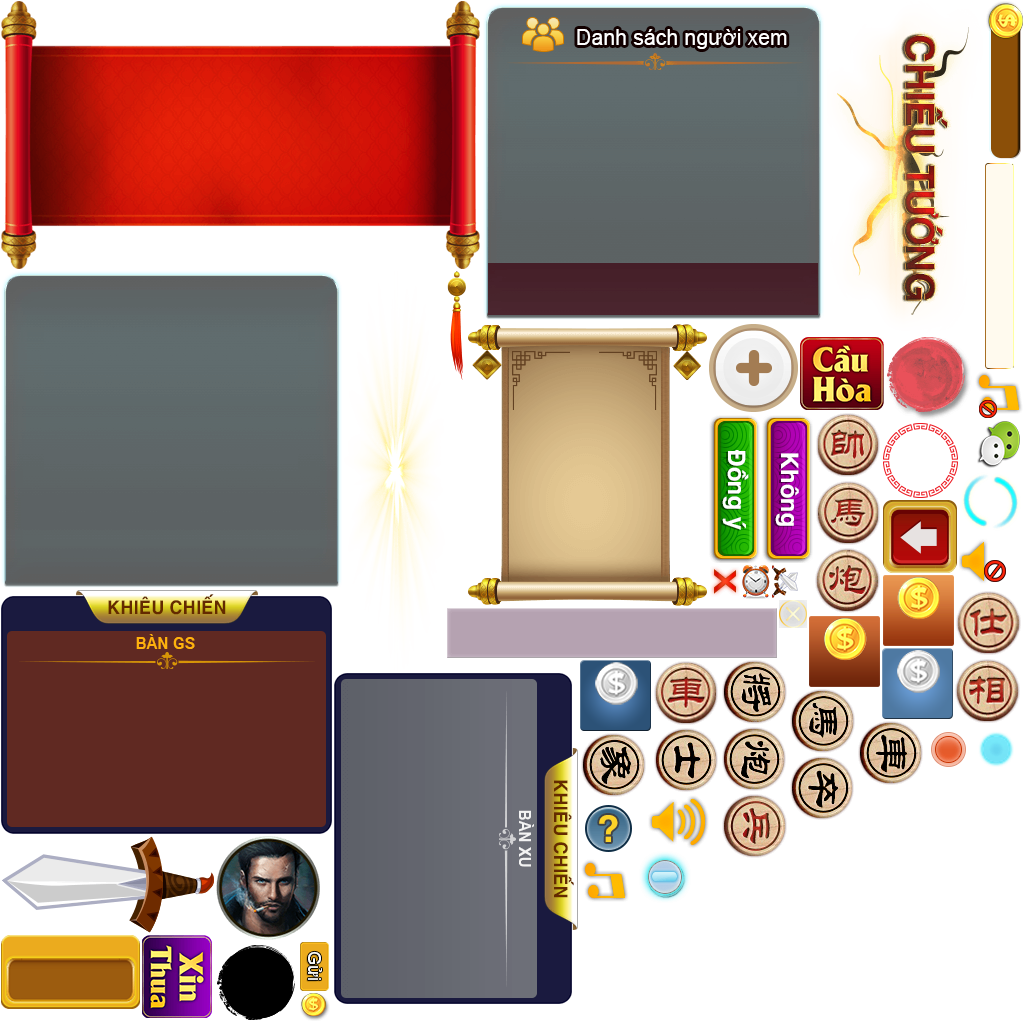 Danh sách người xem
CHIẾU TƯỚNG
Cầu
Hòa
Đồng ý
Không
帥
馬
炮
仕
相
KHIÊU CHIẾN
BÀN GS
車
將
馬
象
士
炮
車
卒
兵
KHIÊU CHIẾN
BÀN XU
?
Xin
Thua
Gửi